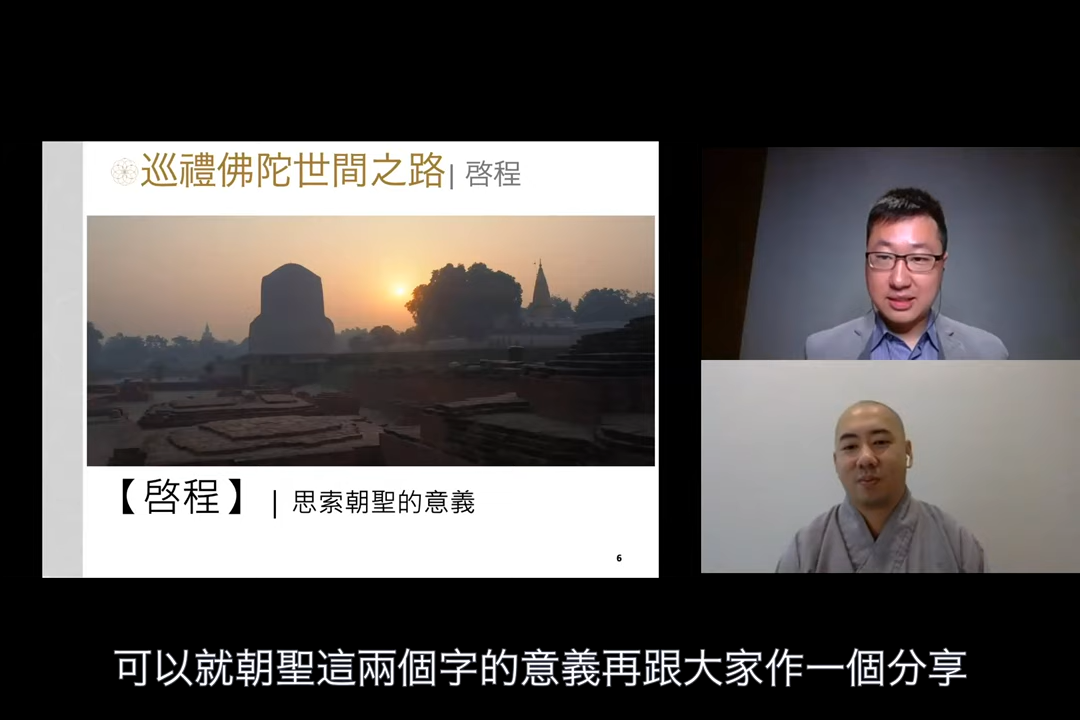 巡禮佛陀世間之路| 啓程
【啓程】| 思索朝聖的意義
6
可以就朝聖這兩個字的意義再跟大家作一個分享